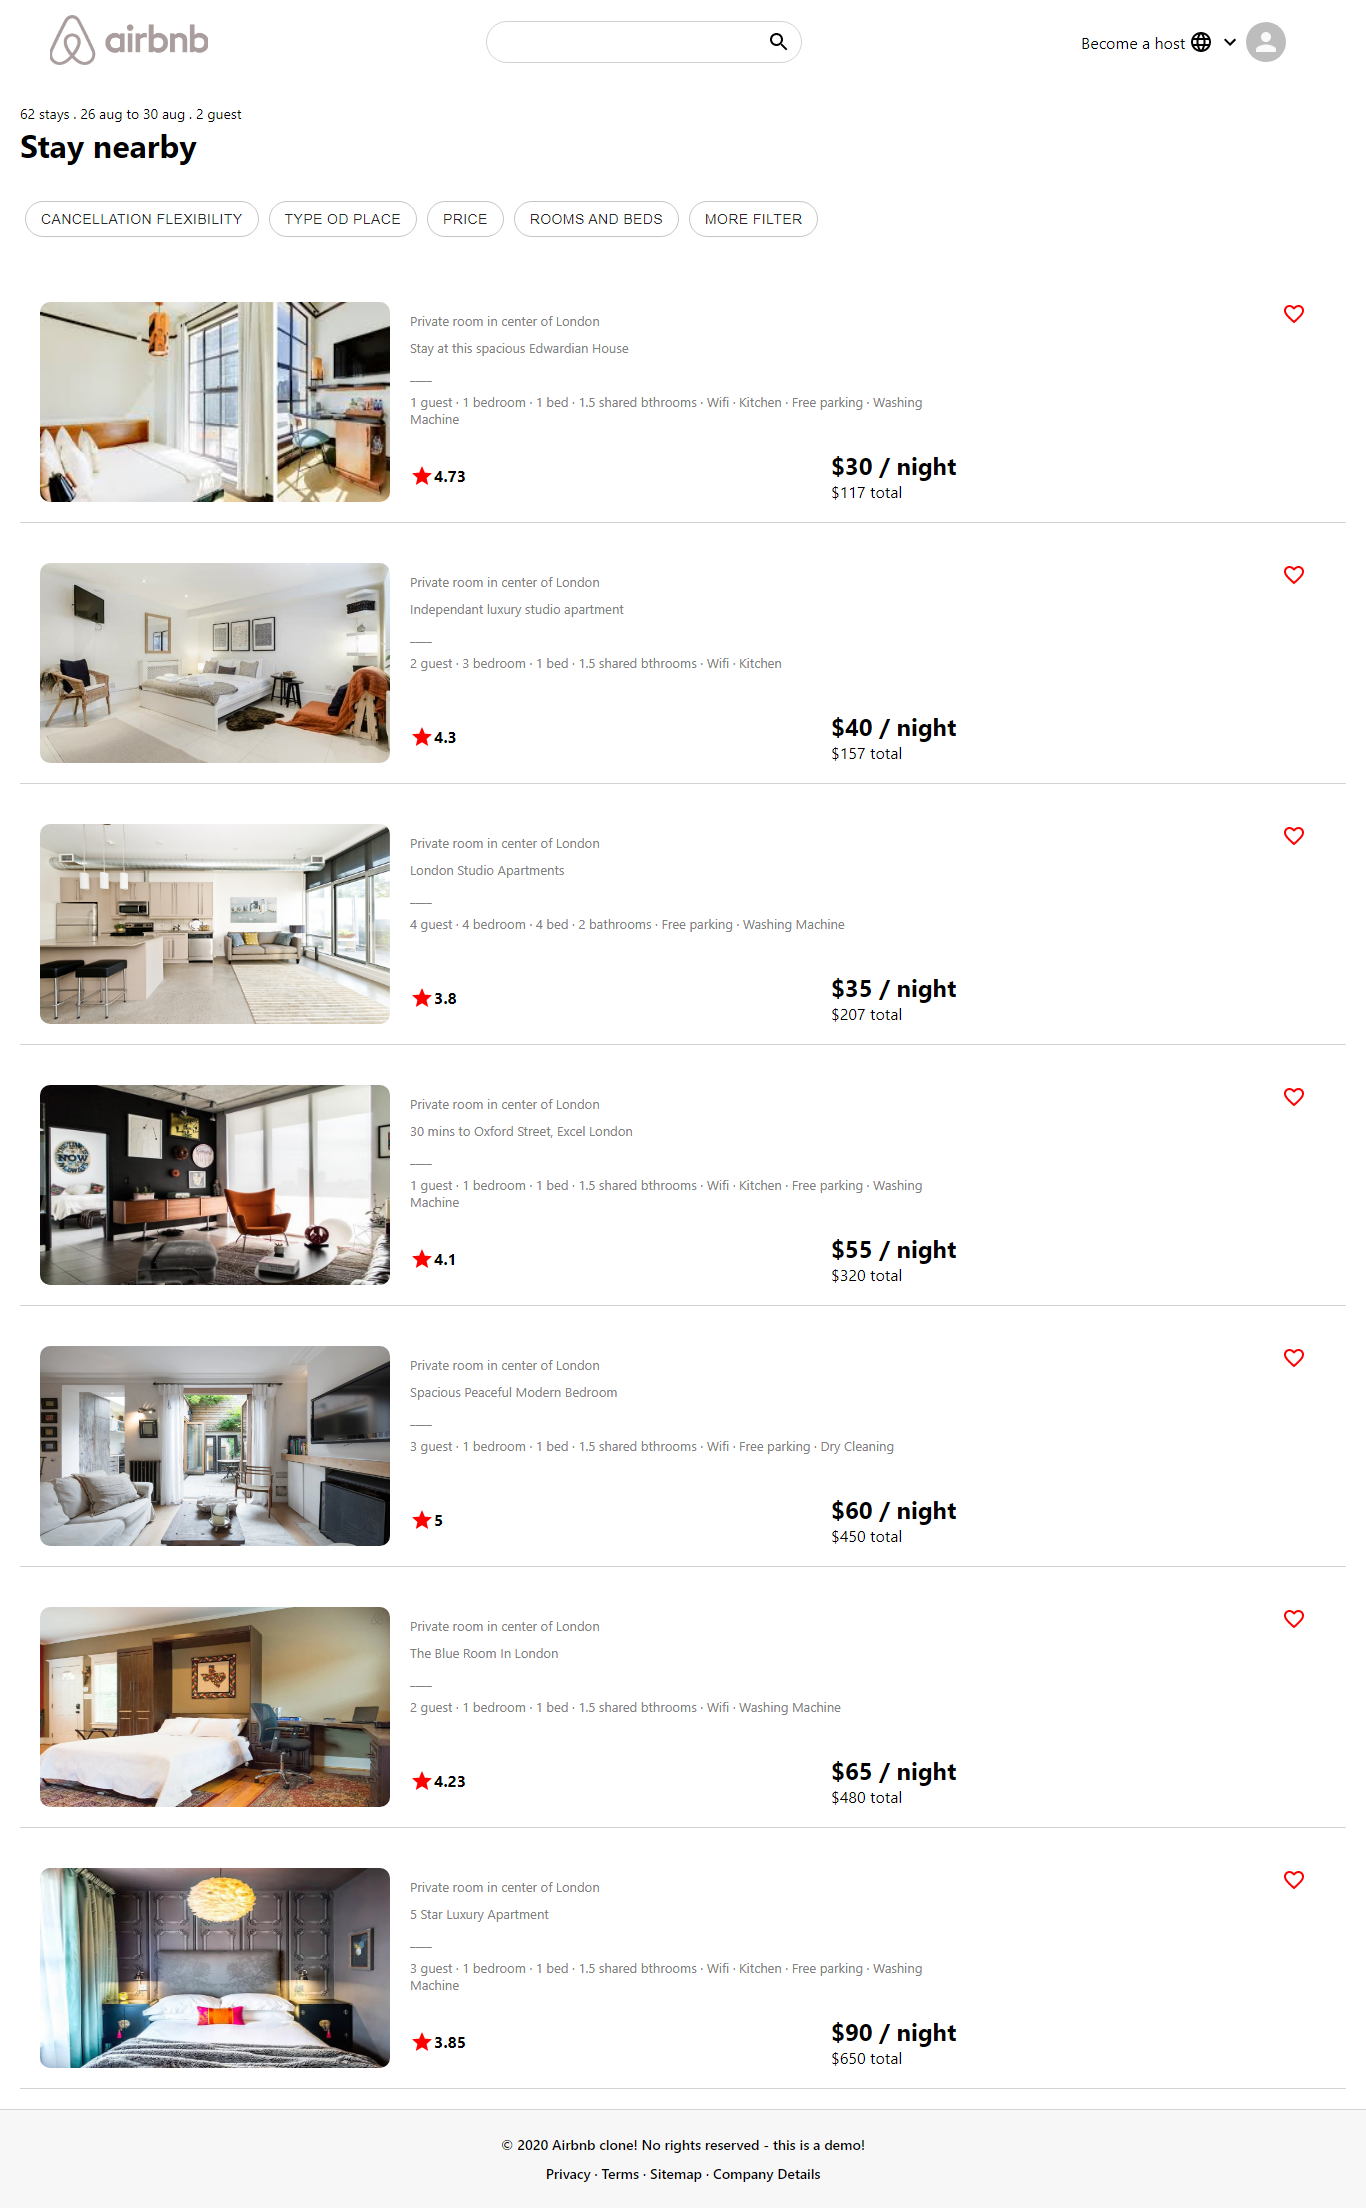 airbnb
Become a host
62 stays . 26 aug to 30 aug . 2 guest
Stay nearby
CANCELLATION FLEXIBILITY
TYPE OD PLACE
PRICE
ROOMS AND BEDS
MORE FILTER
Private room in center of London
Stay at this spacious Edwardian House
____
1 guest · 1 bedroom · 1 bed · 1.5 shared bthrooms · Wifi · Kitchen · Free parking · Washing
Machine
4.73
$30 / night
$117 total
Private room in center of London
Independant luxury studio apartment
____
2 guest · 3 bedroom · 1 bed · 1.5 shared bthrooms · Wifi · Kitchen
4.3
$40 / night
$157 total
Private room in center of London
London Studio Apartments
____
4 guest · 4 bedroom · 4 bed · 2 bathrooms · Free parking · Washing Machine
3.8
$35 / night
$207 total
Private room in center of London
30 mins to Oxford Street, Excel London
____
1 guest · 1 bedroom · 1 bed · 1.5 shared bthrooms · Wifi · Kitchen · Free parking · Washing
Machine
NOW
4.1
$55 / night
$320 total
Private room in center of London
Spacious Peaceful Modern Bedroom
____
3 guest · 1 bedroom · 1 bed · 1.5 shared bthrooms · Wifi · Free parking · Dry Cleaning
5
$60 / night
$450 total
Private room in center of London
The Blue Room In London
____
2 guest · 1 bedroom · 1 bed · 1.5 shared bthrooms · Wifi · Washing Machine
4.23
$65 / night
$480 total
Private room in center of London
5 Star Luxury Apartment
____
3 guest · 1 bedroom · 1 bed · 1.5 shared bthrooms · Wifi · Kitchen · Free parking · Washing
Machine
3.85
$90 / night
$650 total
© 2020 Airbnb clone! No rights reserved - this is a demo!
Privacy · Terms · Sitemap · Company Details